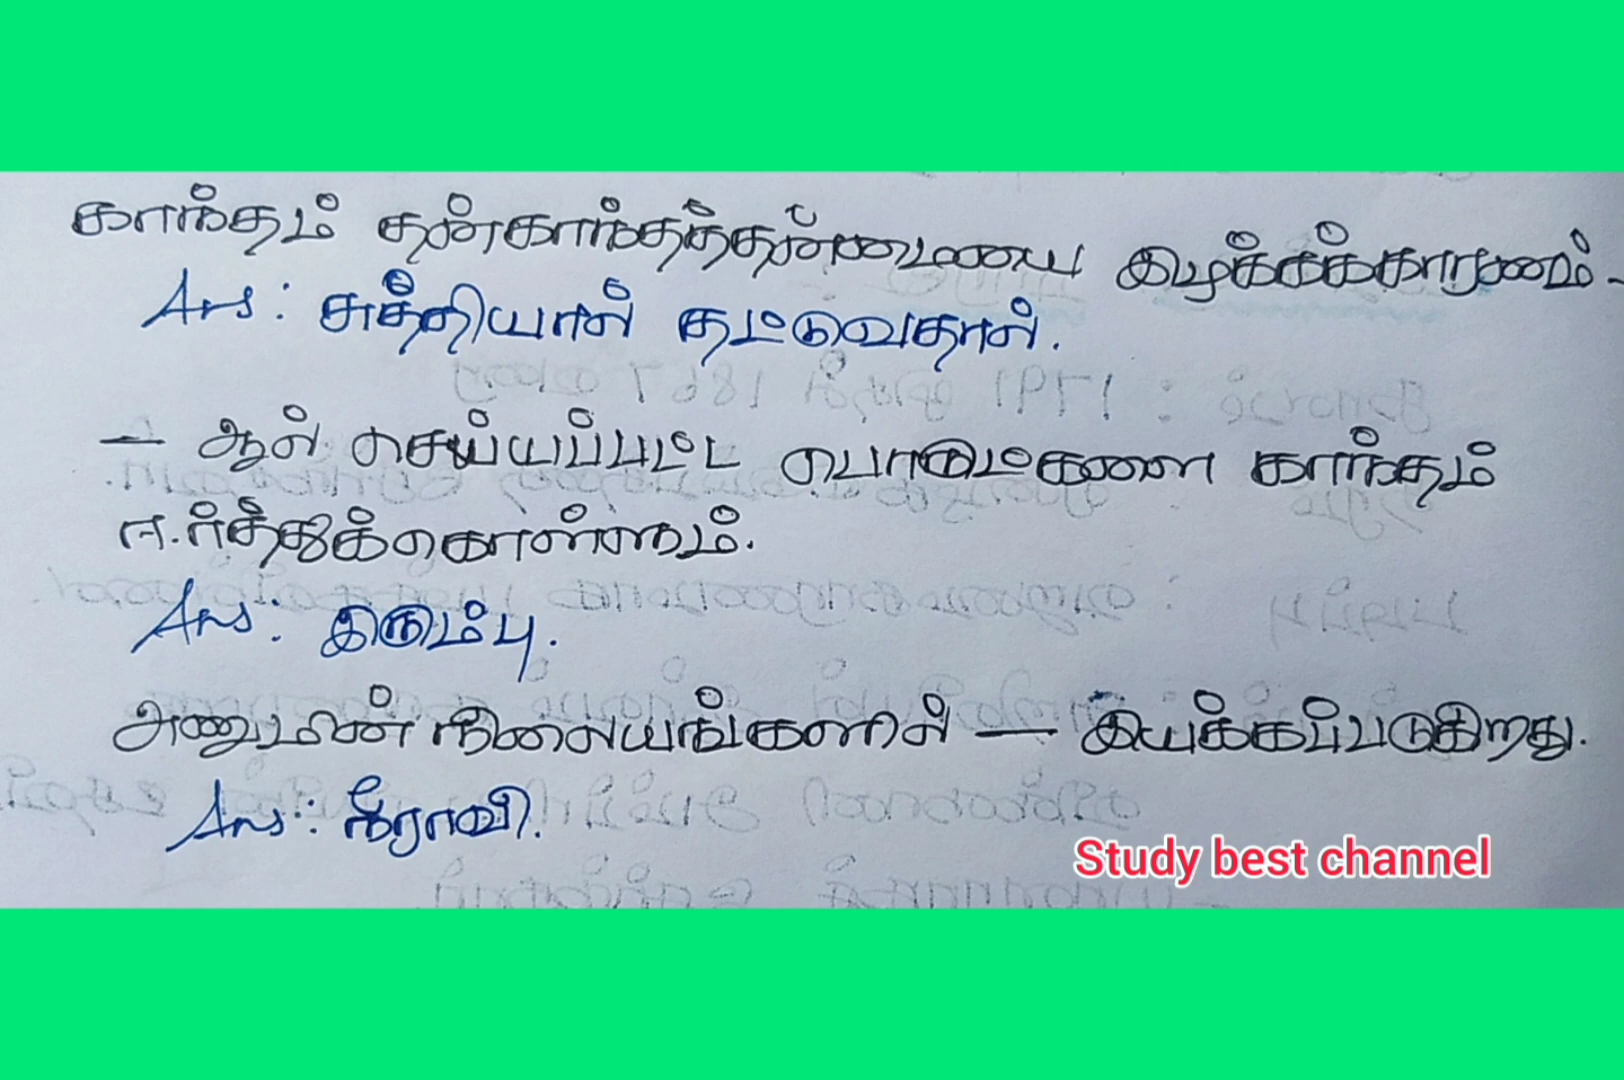 காந்தம் தன்காந்தத்தன்மையை இழக்கக்காரணம் -
Ans : சுத்தியால் தட்டுவதால்.
— ஆல் செய்யப்பட்ட பொருட்களை காந்தம்
ஈர்த்துக்கொள்ளும்.
Ans : இரும்பு.
அணுமின் நிலையங்களில் — இயக்கப்படுகிறது.
Ans : நீராவி.
Study best channel